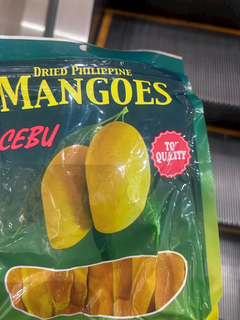 DRIED PHILIPPINE
MANGOES
CEBU
TOP
QUALITY